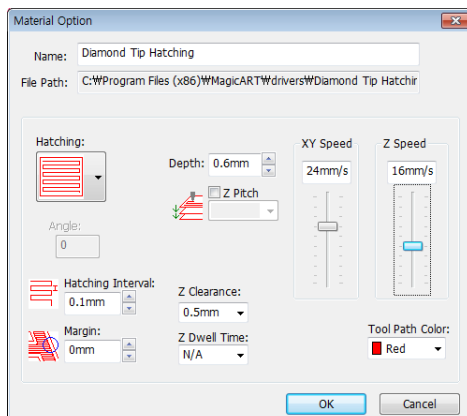 Material Option
Name: Diamond Tip Hatching
File Path: C:₩Program Files (x86)₩MagicART₩drivers₩Diamond Tip Hatchir
Hatching:
Depth: 0.6mm
Z Pitch
XY Speed
24mm/s
Z Speed
16mm/s
Angle:
0
Hatching Interval:
0.1mm
Margin:
0mm
Z Clearance:
0.5mm
Z Dwell Time:
N/A
Tool Path Color:
Red
OK
Cancel